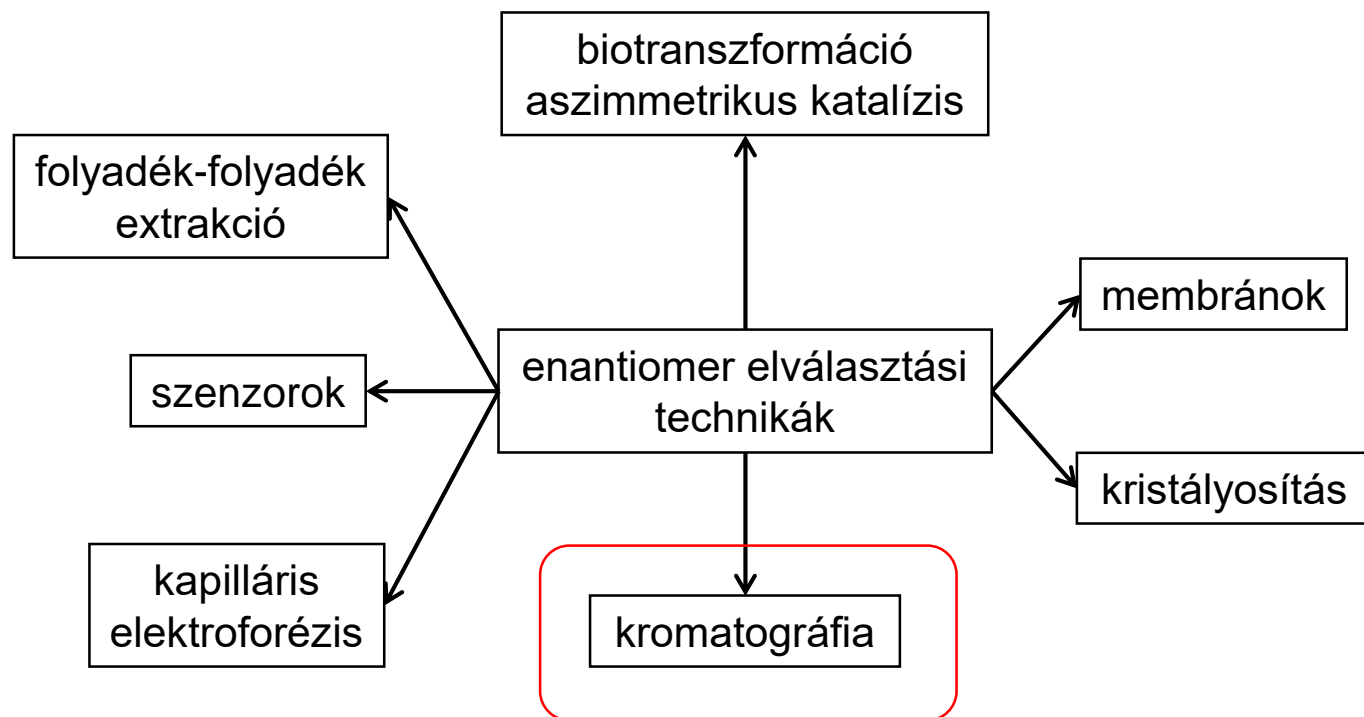 biotranszformáció
aszimmetrikus katalízis
folyadék-folyadék
extrakció
membránok
enantiomer elválasztási
technikák
szenzorok
kristályosítás
kapilláris
elektroforézis
kromatográfia